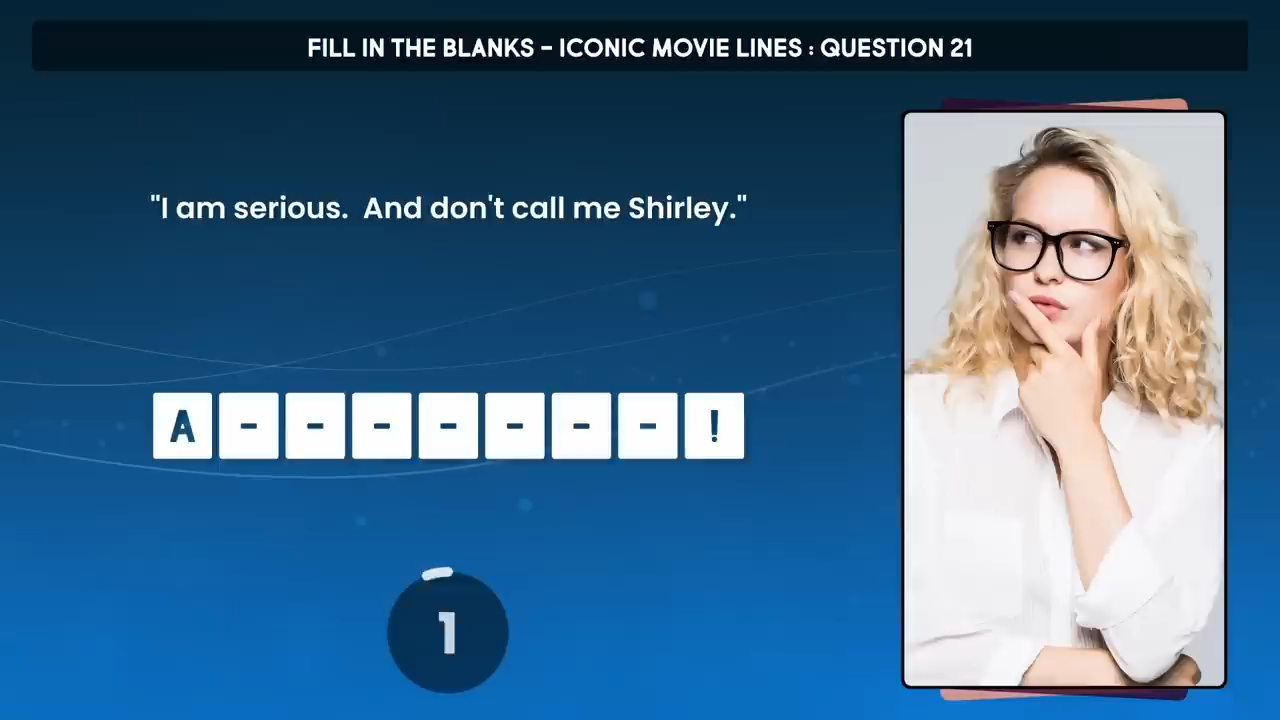 FILL IN THE BLANKS - ICONIC MOVIE LINES : QUESTION 21
"I am serious.  And don't call me Shirley."
A - - - - - - - !
1